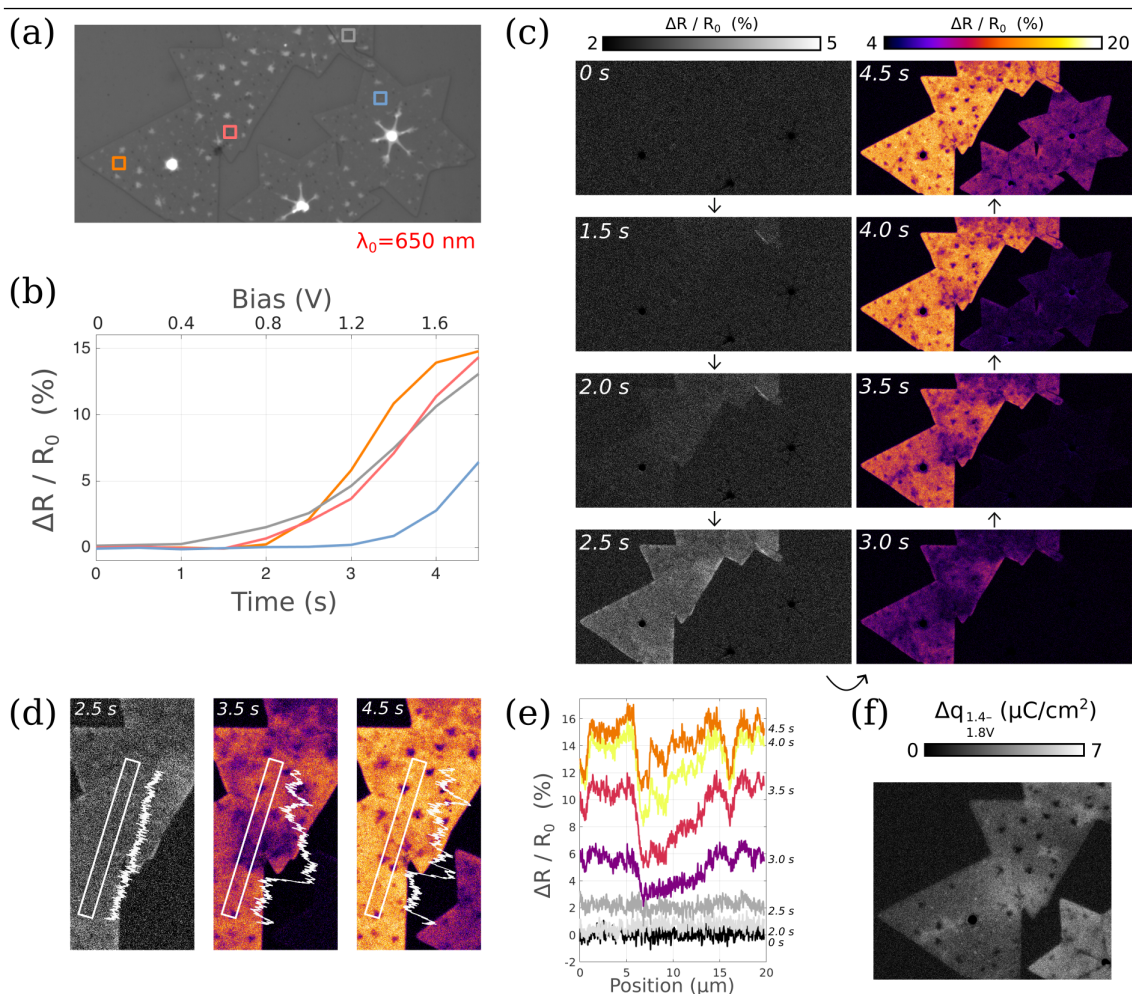 (a)
λ₀=650 nm
(b)
Bias (V)
0 0.4 0.8 1.2 1.6
15
10
5
0
ΔR / R₀ (%)
0 1 2 3 4
Time (s)
(c)
ΔR / R₀ (%)
2 5
ΔR / R₀ (%)
4 20
0 s
4.5 s
1.5 s
4.0 s
2.0 s
3.5 s
2.5 s
3.0 s
(d)
2.5 s
3.5 s
4.5 s
(e)
16
14
12
10
8
6
4
2
0
-2
ΔR / R₀ (%)
4.5 s
4.0 s
3.5 s
3.0 s
2.5 s
2.0 s
0 s
0 5 10 15 20
Position (μm)
(f)
Δq 1.4–1.8V (μC/cm²)
0 7